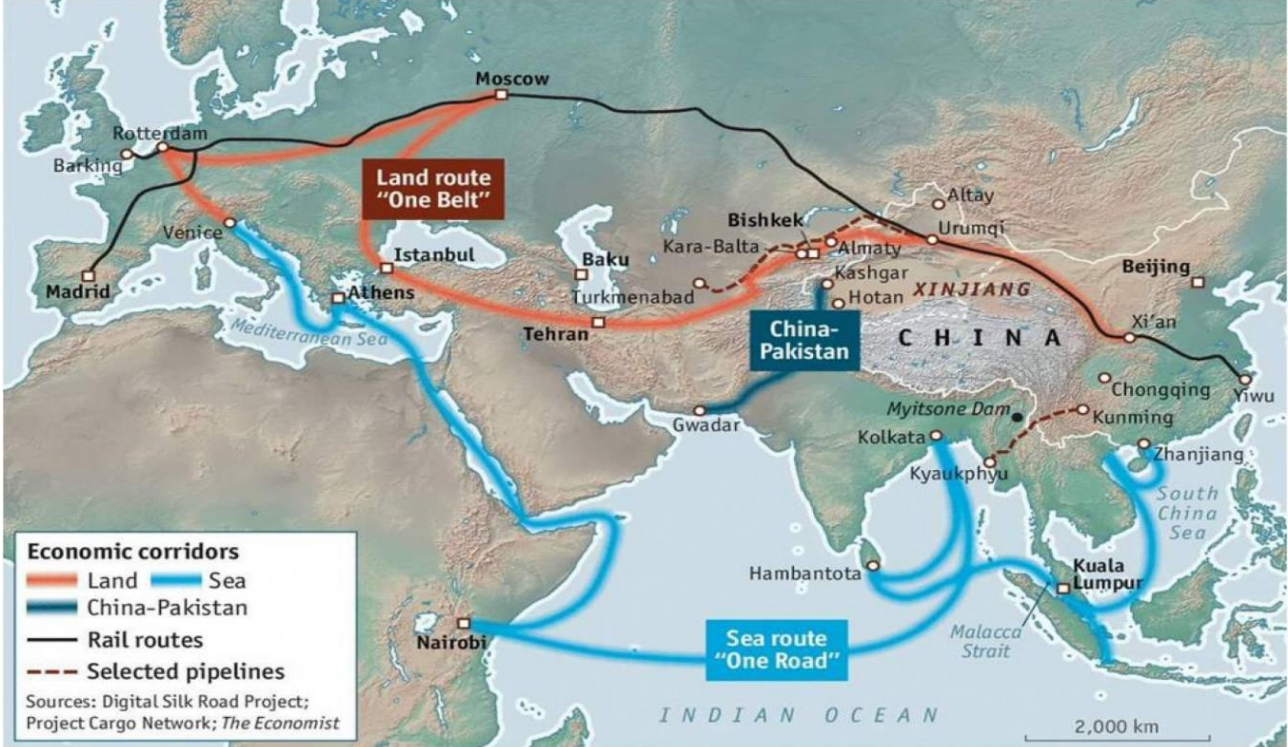 Moscow
Rotterdam
Barking
Land route
"One Belt"
Altay
Bishkek
Urumqi
Venice
Kara-Balta
Almaty
Istanbul
Baku
Beijing
Kashgar
Madrid
Athens
Turkmenabad
Hotan
XINJIANG
Mediterranean Sea
Tehran
China-
Pakistan
CHINA
Xi'an
Chongqing
Yiwu
Myitsone Dam
Kunming
Gwadar
Kolkata
Zhanjiang
Kyaukphyu
South
China
Sea
Economic corridors
Land
Sea
China-Pakistan
Rail routes
Selected pipelines
Sources: Digital Silk Road Project;
Project Cargo Network; The Economist
Hambantota
Kuala
Lumpur
Nairobi
Sea route
"One Road"
Malacca
Strait
INDIAN OCEAN
2,000 km